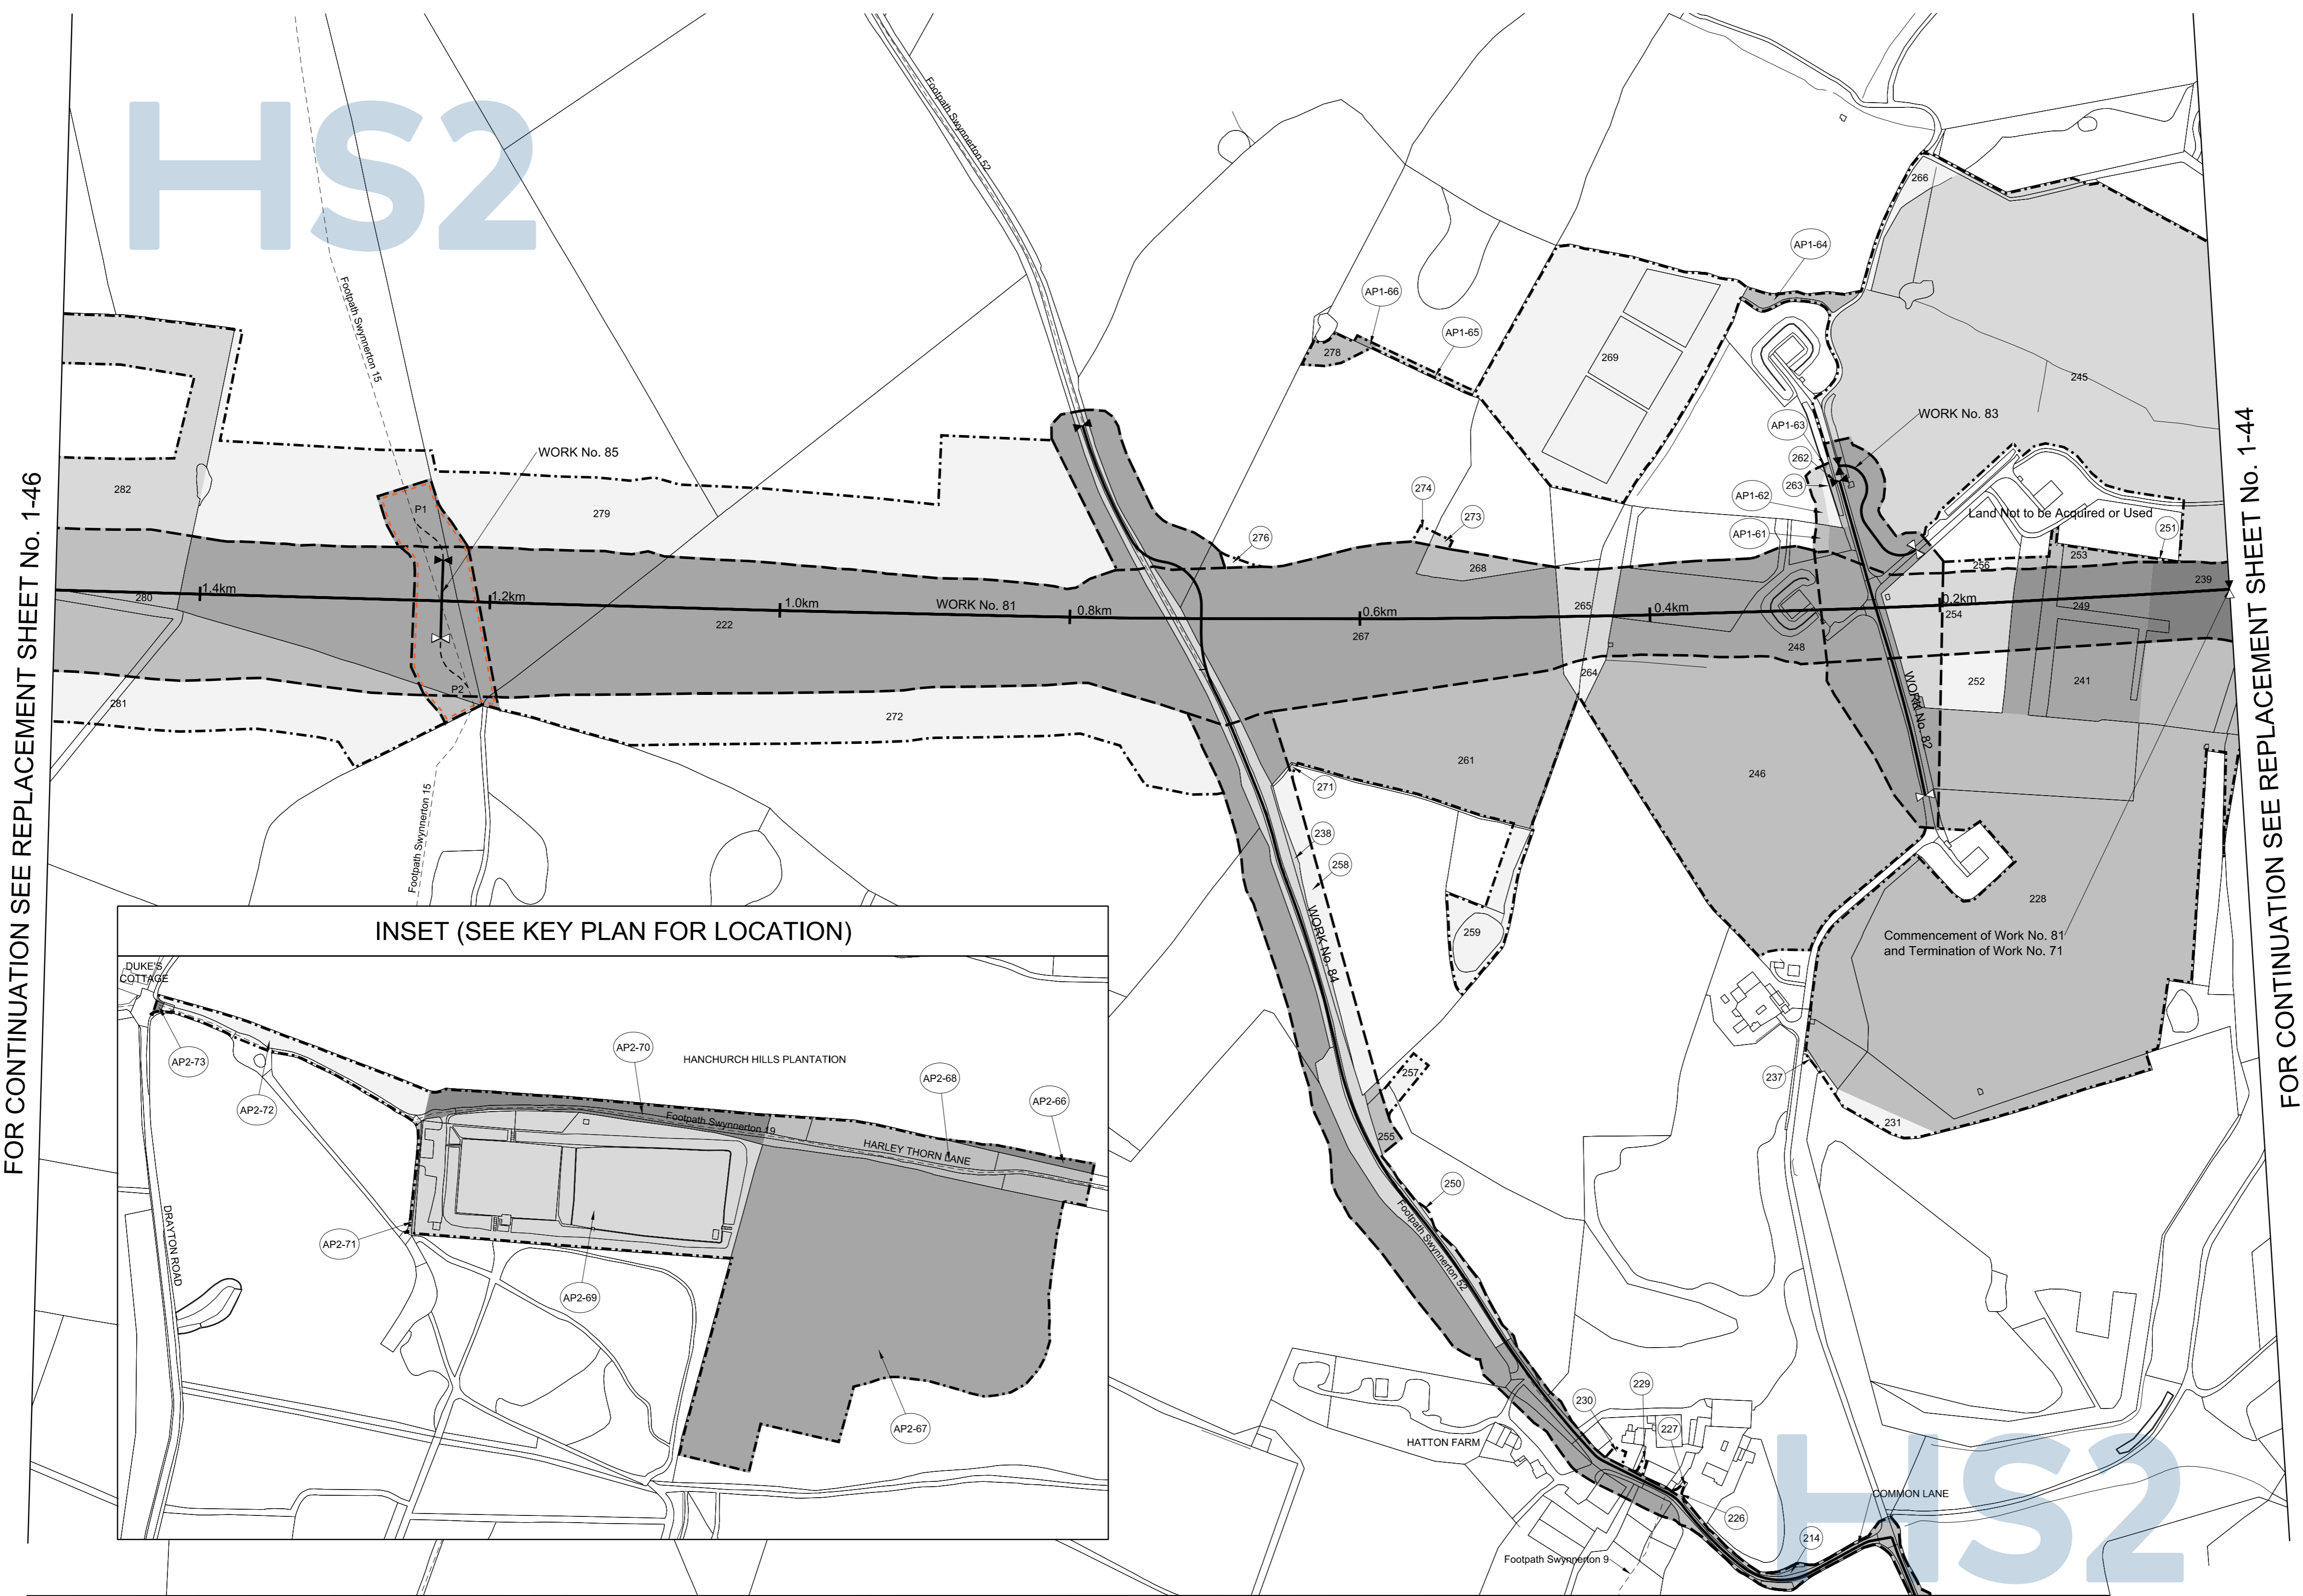 HS2
Footpath Swynnerton 52
266
AP1-64
Footpath Swynnerton 15
AP1-66
AP1-65
278
269
245
WORK No. 83
AP1-63
262
263
AP1-62
AP1-61
WORK No. 85
282
P1
279
274
273
276
268
Land Not to be Acquired or Used
251
253
256
239
FOR CONTINUATION SEE REPLACEMENT SHEET No. 1-46
FOR CONTINUATION SEE REPLACEMENT SHEET No. 1-44
280
1.4km
1.2km
1.0km
WORK No. 81
0.8km
0.6km
265
0.4km
0.2km
254
249
222
267
248
264
252
241
P2
281
272
WORK No. 82
261
246
271
Footpath Swynnerton 15
238
258
228
WORK No. 84
259
Commencement of Work No. 81
and Termination of Work No. 71
257
237
231
255
250
Footpath Swynnerton 52
229
230
227
HATTON FARM
226
COMMON LANE
214
Footpath Swynnerton 9
HS2
INSET (SEE KEY PLAN FOR LOCATION)
DUKE'S
COTTAGE
AP2-73
AP2-72
AP2-70
HANCHURCH HILLS PLANTATION
AP2-68
AP2-66
Footpath Swynnerton 19
HARLEY THORN LANE
DRAYTON ROAD
AP2-71
AP2-69
AP2-67